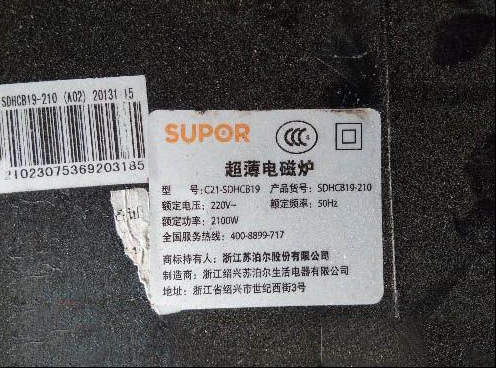 SDHCB19-210 (A02) 20131 15
21023075369203185
SUPOR
超薄电磁炉
型 号: C21-SDHCB19 产品货号: SDHCB19-210
额定电压: 220V~ 额定频率: 50Hz
额定功率: 2100W
全国服务热线: 400-8899-717
商标持有人: 浙江苏泊尔股份有限公司
制造商: 浙江绍兴苏泊尔生活电器有限公司
地址: 浙江省绍兴市世纪西街3号